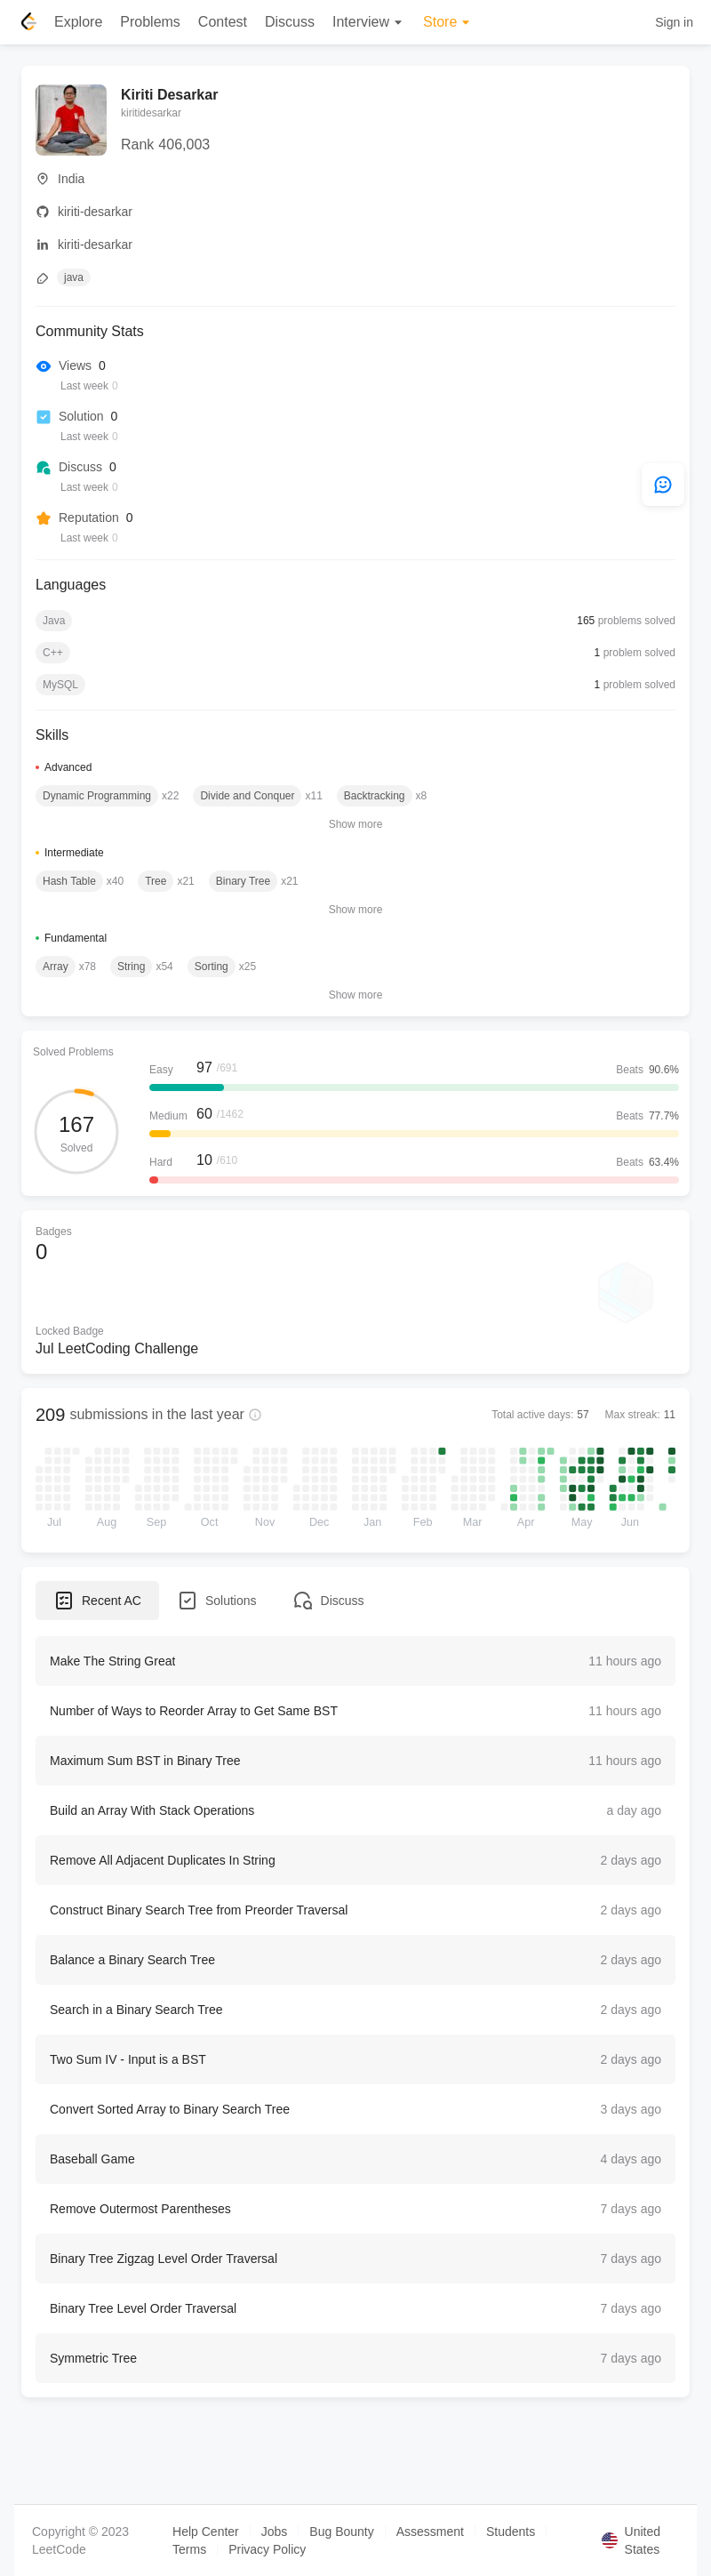 Explore Problems Contest Discuss Interview Store Sign in
Kiriti Desarkar
kiritidesarkar
Rank 406,003
India
kiriti-desarkar
kiriti-desarkar
java
Community Stats
Views 0
Last week 0
Solution 0
Last week 0
Discuss 0
Last week 0
Reputation 0
Last week 0
Languages
Java 165 problems solved
C++ 1 problem solved
MySQL 1 problem solved
Skills
Advanced
Dynamic Programming x22 Divide and Conquer x11 Backtracking x8
Show more
Intermediate
Hash Table x40 Tree x21 Binary Tree x21
Show more
Fundamental
Array x78 String x54 Sorting x25
Show more
Solved Problems
167
Solved
Easy 97 /691 Beats 90.6%
Medium 60 /1462 Beats 77.7%
Hard 10 /610 Beats 63.4%
Badges
0
Locked Badge
Jul LeetCoding Challenge
209 submissions in the last year Total active days: 57 Max streak: 11
Jul Aug Sep Oct Nov Dec Jan Feb Mar Apr May Jun
Recent AC Solutions Discuss
Make The String Great 11 hours ago
Number of Ways to Reorder Array to Get Same BST 11 hours ago
Maximum Sum BST in Binary Tree 11 hours ago
Build an Array With Stack Operations a day ago
Remove All Adjacent Duplicates In String 2 days ago
Construct Binary Search Tree from Preorder Traversal 2 days ago
Balance a Binary Search Tree 2 days ago
Search in a Binary Search Tree 2 days ago
Two Sum IV - Input is a BST 2 days ago
Convert Sorted Array to Binary Search Tree 3 days ago
Baseball Game 4 days ago
Remove Outermost Parentheses 7 days ago
Binary Tree Zigzag Level Order Traversal 7 days ago
Binary Tree Level Order Traversal 7 days ago
Symmetric Tree 7 days ago
Copyright © 2023 LeetCode
Help Center Jobs Bug Bounty Assessment Students
Terms Privacy Policy
United States